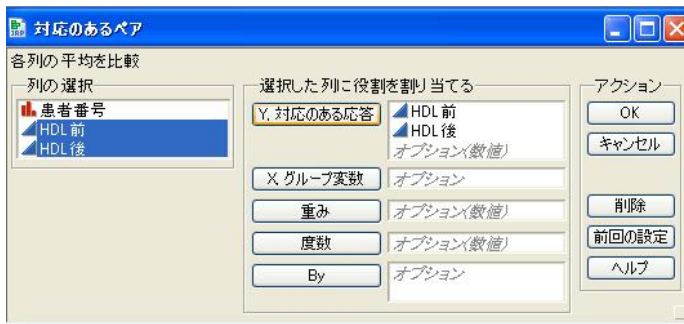 対応のあるペア
各列の平均を比較
列の選択
患者番号
HDL前
HDL後
選択した列に役割を割り当てる
Y, 対応のある応答
HDL前
HDL後
オプション(数値)
X, グループ変数
オプション
重み
オプション(数値)
度数
オプション(数値)
By
オプション
アクション
OK
キャンセル
削除
前回の設定
ヘルプ